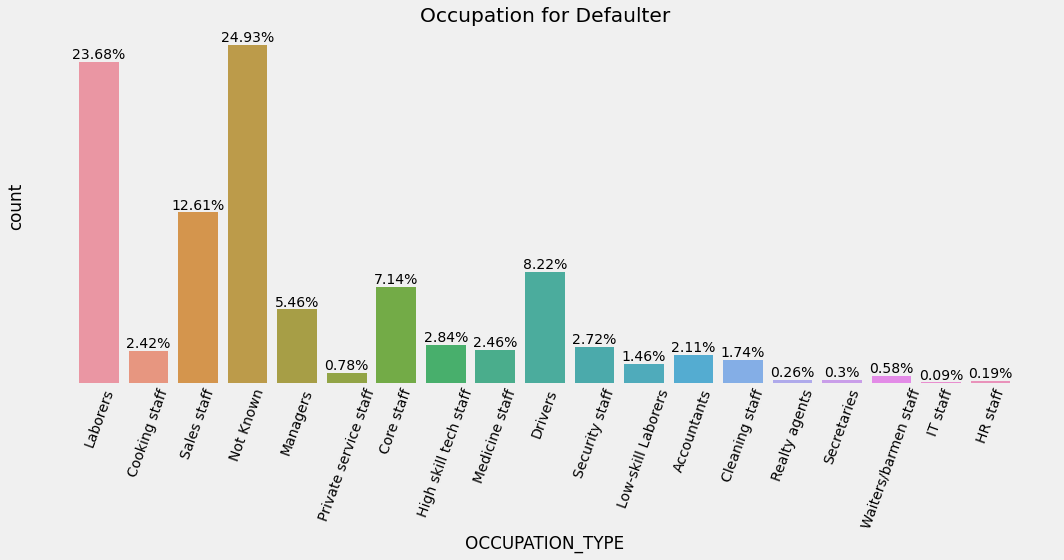 Occupation for Defaulter
count
23.68%
2.42%
12.61%
24.93%
5.46%
0.78%
7.14%
2.84%
2.46%
8.22%
2.72%
1.46%
2.11%
1.74%
0.26%
0.3%
0.58%
0.09%
0.19%
Laborers
Cooking staff
Sales staff
Not Known
Managers
Private service staff
Core staff
High skill tech staff
Medicine staff
Drivers
Security staff
Low-skill Laborers
Accountants
Cleaning staff
Realty agents
Secretaries
Waiters/barmen staff
IT staff
HR staff
OCCUPATION_TYPE